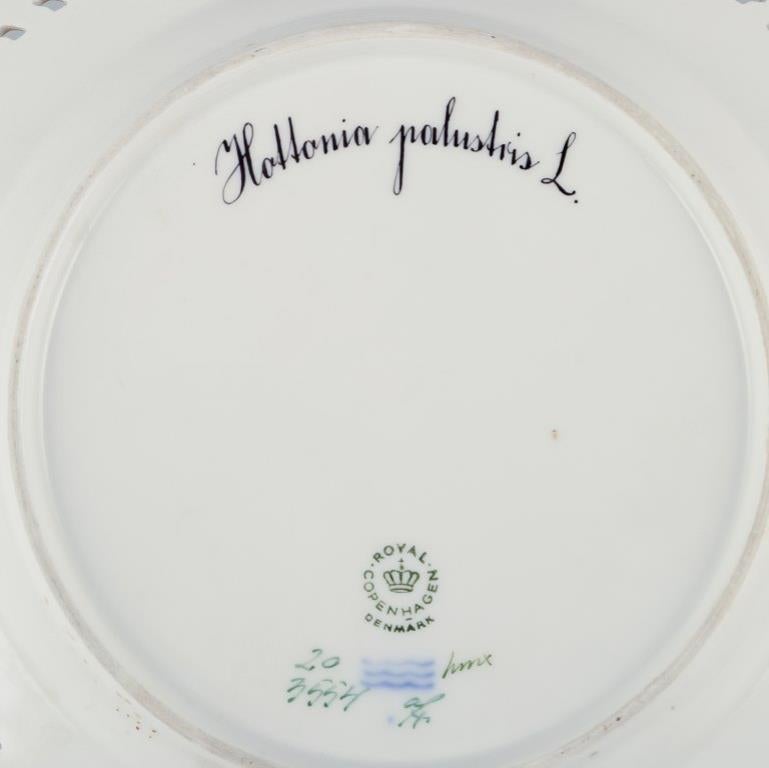 Hottonia palustris L.
ROYAL
COPENHAGEN
DENMARK
20
3554